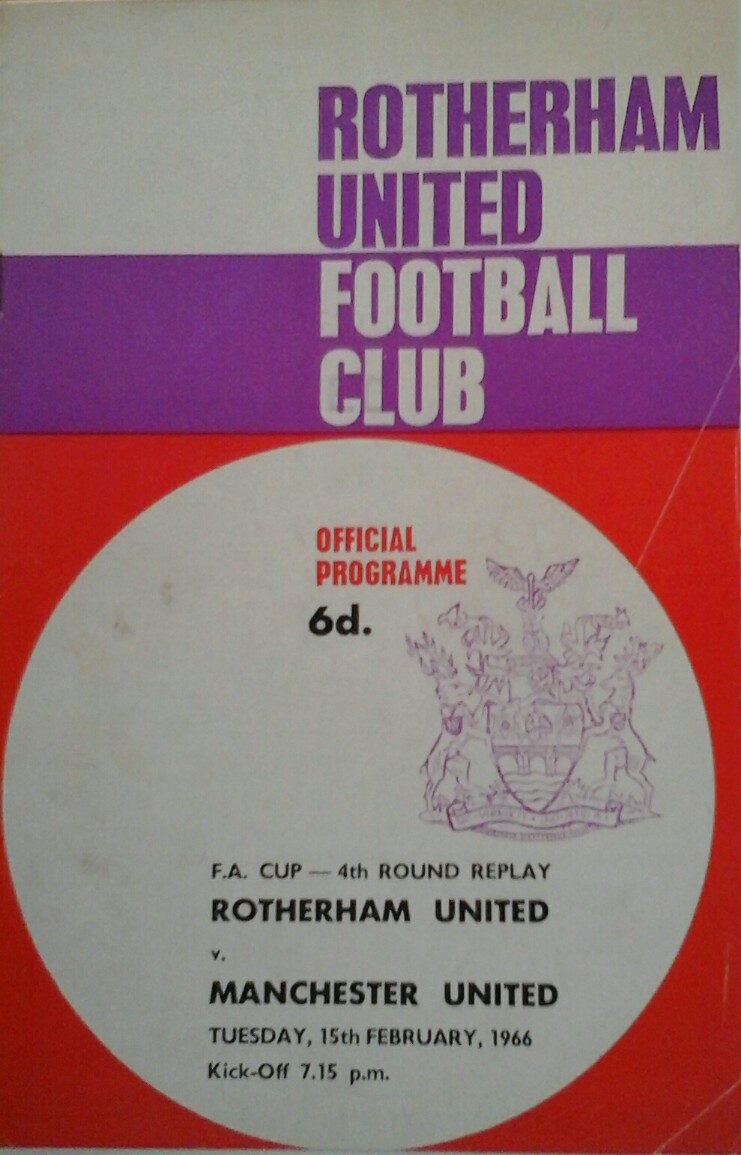 ROTHERHAM
UNITED
FOOTBALL
CLUB
OFFICIAL
PROGRAMME
6d.
F.A. CUP — 4th ROUND REPLAY
ROTHERHAM UNITED
v.
MANCHESTER UNITED
TUESDAY, 15th FEBRUARY, 1966
Kick-Off 7.15 p.m.